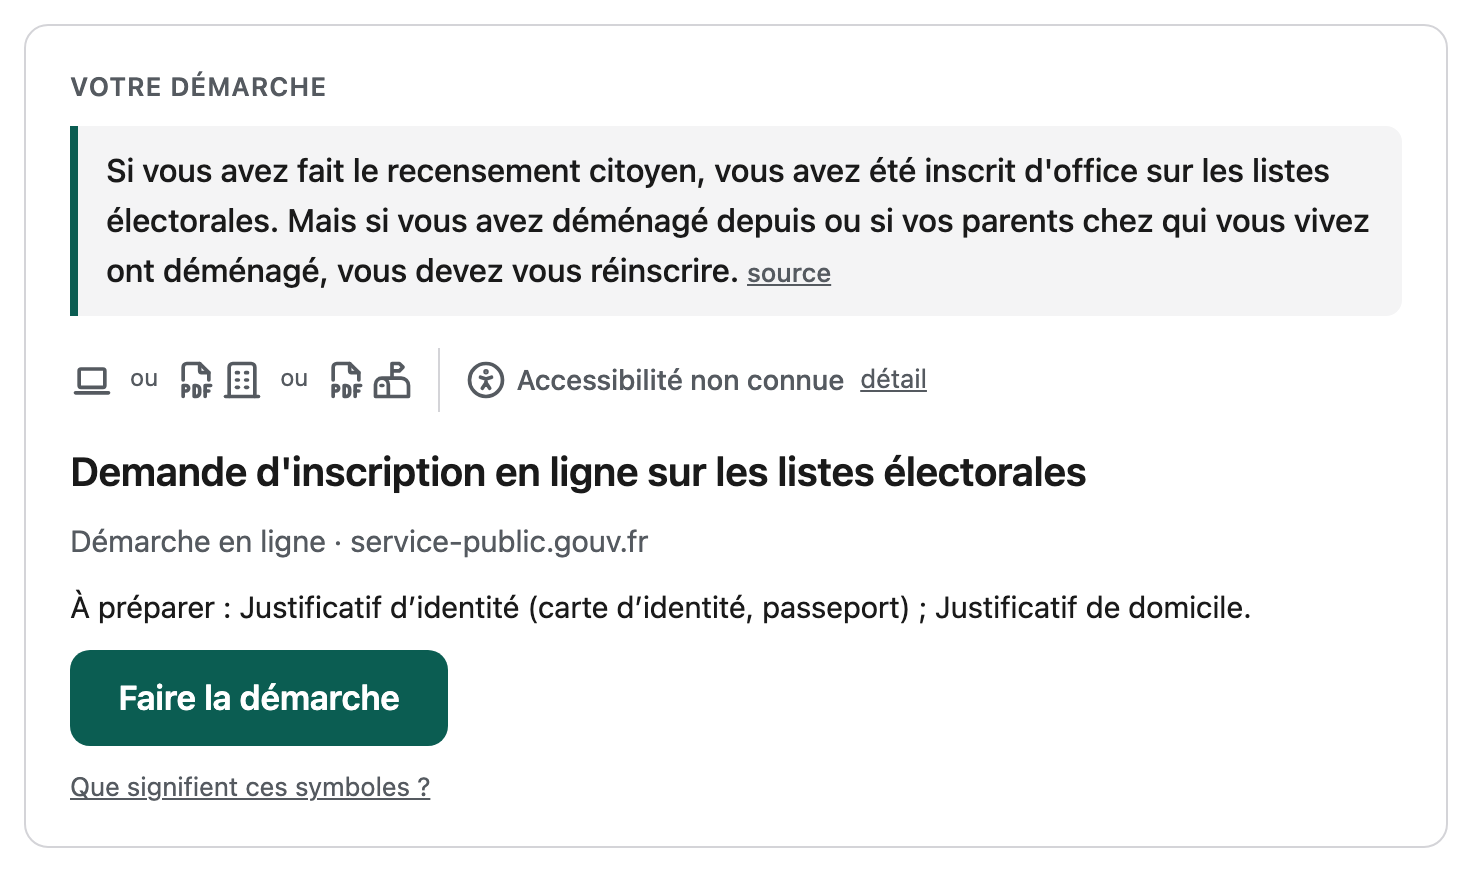 VOTRE DÉMARCHE
Si vous avez fait le recensement citoyen, vous avez été inscrit d'office sur les listes
électorales. Mais si vous avez déménagé depuis ou si vos parents chez qui vous vivez
ont déménagé, vous devez vous réinscrire. source
ou PDF ou PDF Accessibilité non connue détail
Demande d'inscription en ligne sur les listes électorales
Démarche en ligne · service-public.gouv.fr
À préparer : Justificatif d’identité (carte d’identité, passeport) ; Justificatif de domicile.
Faire la démarche
Que signifient ces symboles ?